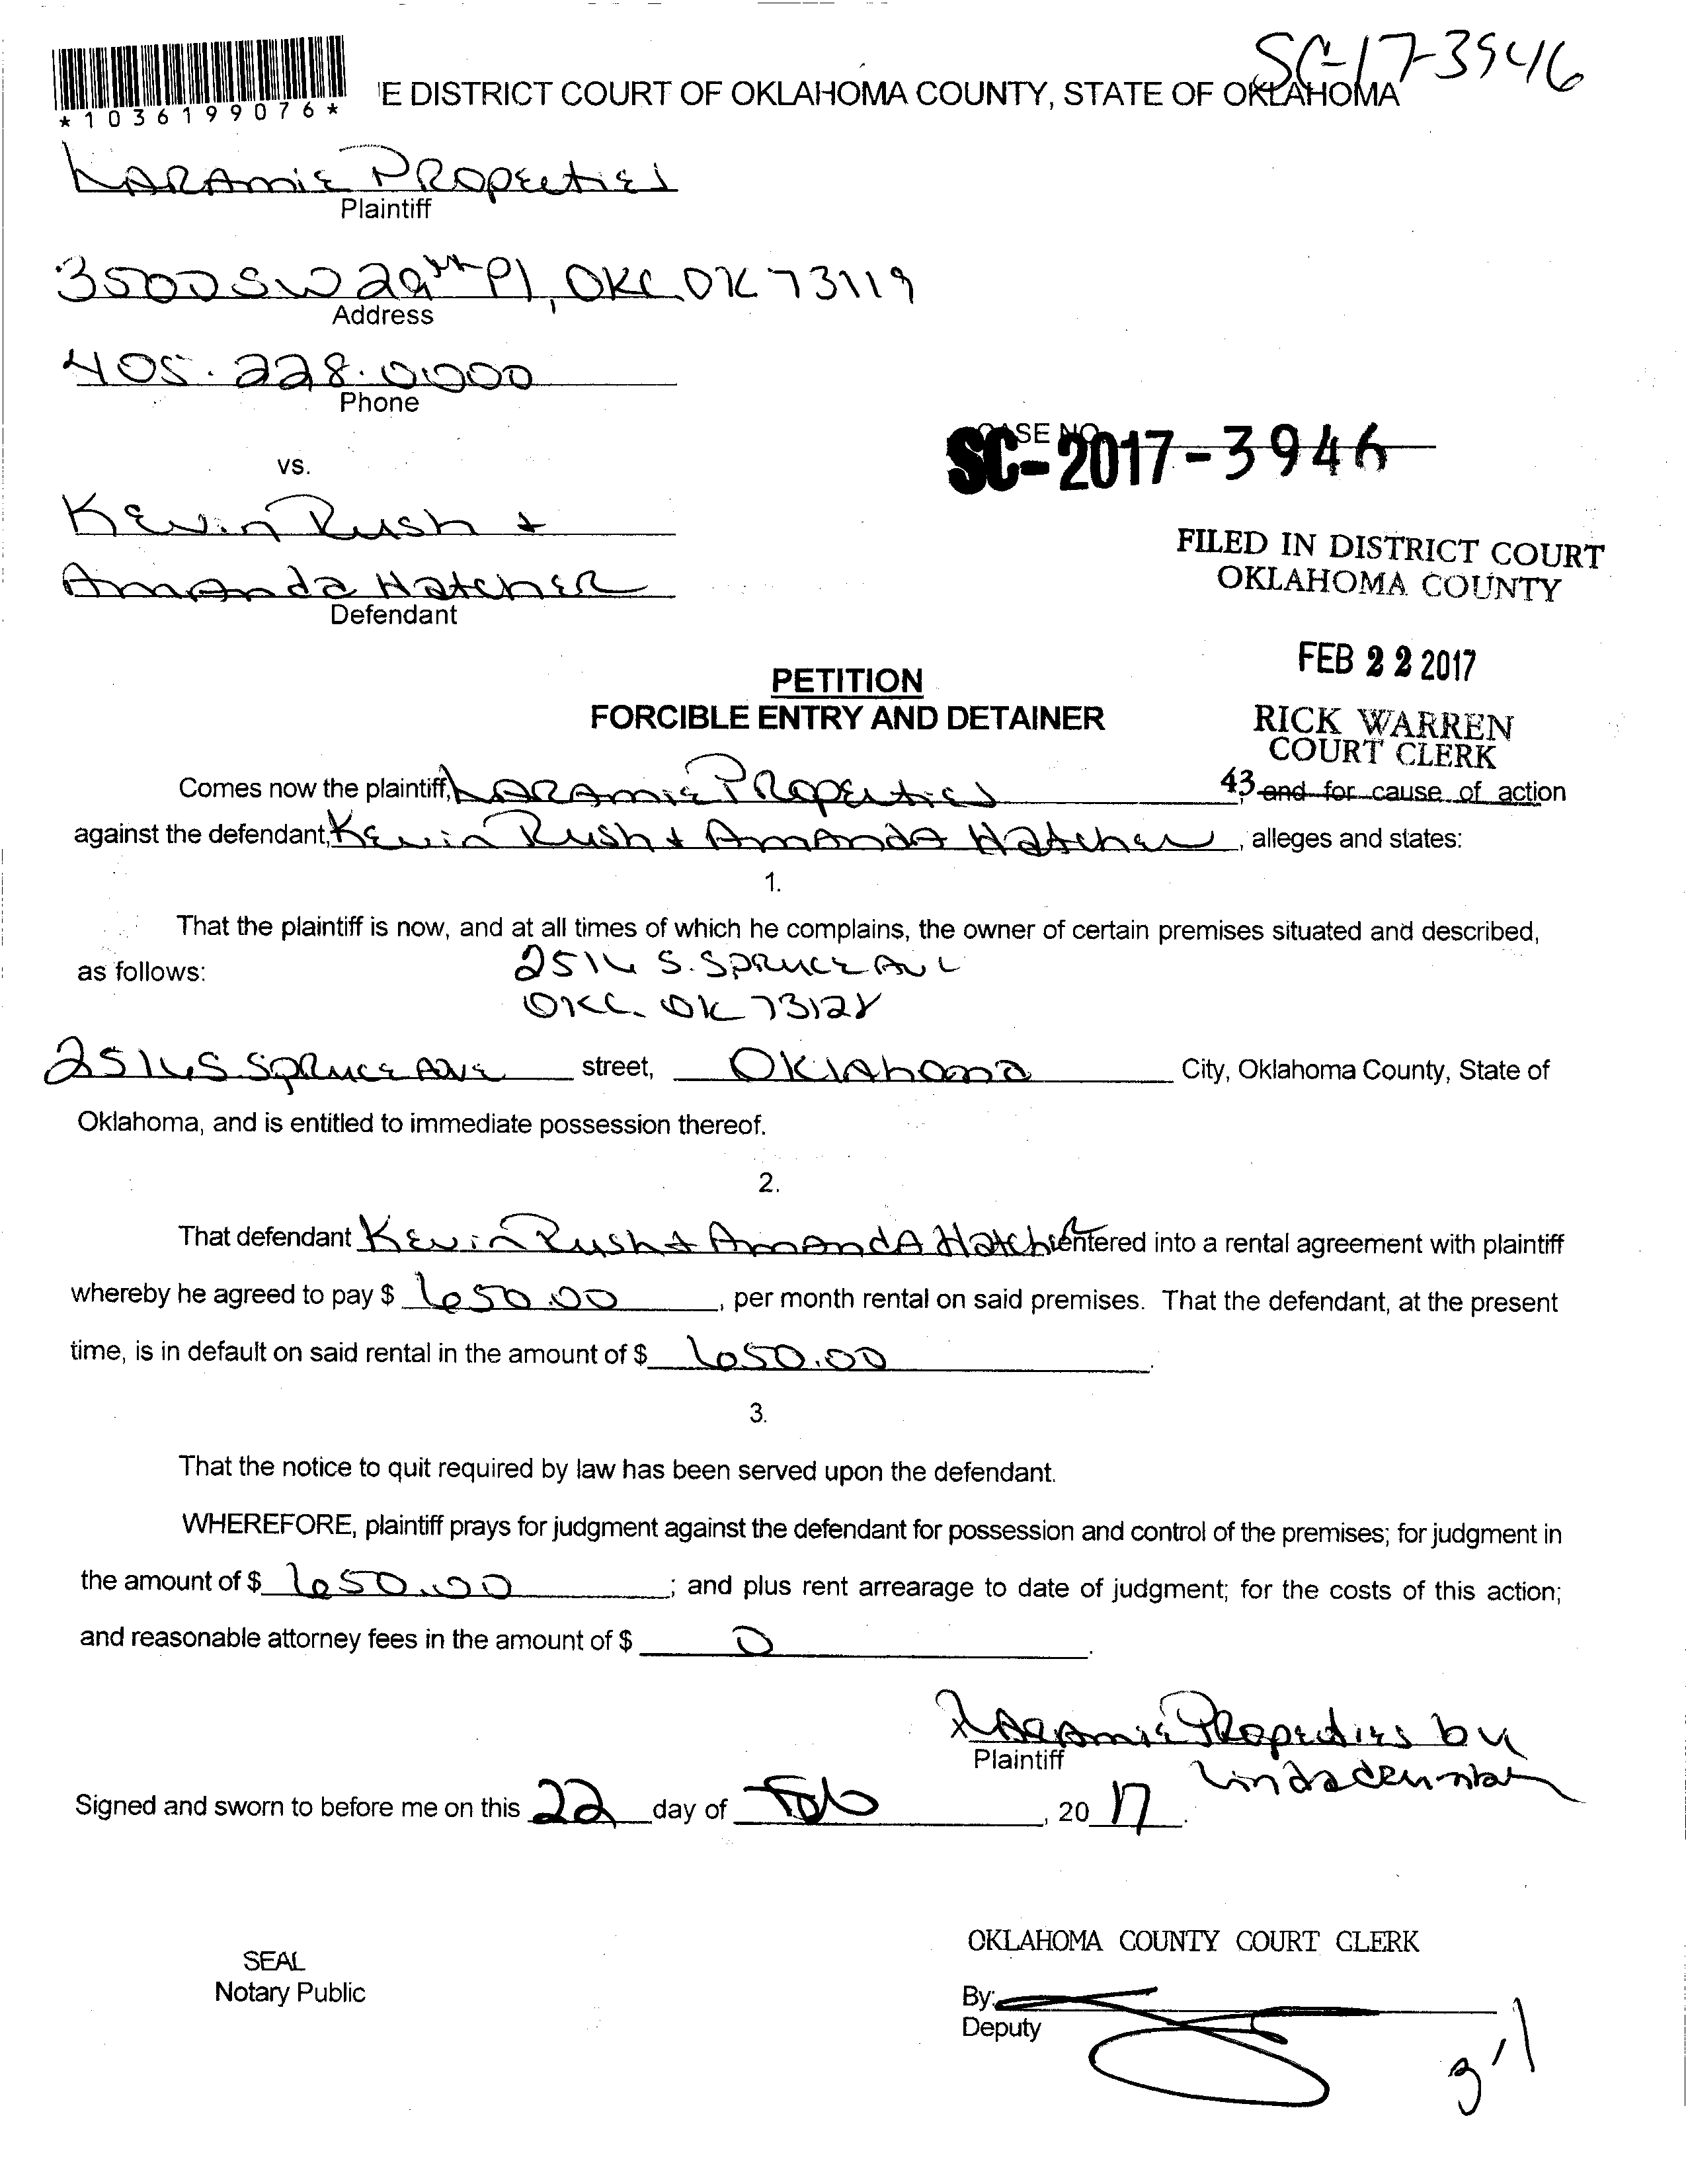 SC-17-3946
*1036199076*
'E DISTRICT COURT OF OKLAHOMA COUNTY, STATE OF OKLAHOMA
LARAmie PROPErties
Plaintiff
3500 SW 29th Pl, OKC OK 73119
Address
405.228.0000
Phone
CASE NO.
SC-2017-3946
vs.
Kevin Rush +
Amanda Hatcher
Defendant
FILED IN DISTRICT COURT
OKLAHOMA COUNTY
FEB 22 2017
RICK WARREN
COURT CLERK
43
PETITION
FORCIBLE ENTRY AND DETAINER
Comes now the plaintiff, LARAmie PROPErties and for cause of action
against the defendant, Kevin Rush + Amanda Hatcher, alleges and states:
1.
That the plaintiff is now, and at all times of which he complains, the owner of certain premises situated and described,
as follows: 2516 S. Spruce Ave
OKC. OK 73128
2516 S Spruce Ave street, Oklahoma City, Oklahoma County, State of
Oklahoma, and is entitled to immediate possession thereof.
2.
That defendant Kevin Rush + Amanda Hatcher entered into a rental agreement with plaintiff
whereby he agreed to pay $ 650.00, per month rental on said premises. That the defendant, at the present
time, is in default on said rental in the amount of $ 650.00.
3.
That the notice to quit required by law has been served upon the defendant.
WHEREFORE, plaintiff prays for judgment against the defendant for possession and control of the premises; for judgment in
the amount of $ 650.00; and plus rent arrearage to date of judgment; for the costs of this action;
and reasonable attorney fees in the amount of $ 0.
X LARAmie Properties by
Plaintiff
Linda
Signed and sworn to before me on this 22 day of Feb, 20 17.
SEAL
Notary Public
OKLAHOMA COUNTY COURT CLERK
By:
Deputy